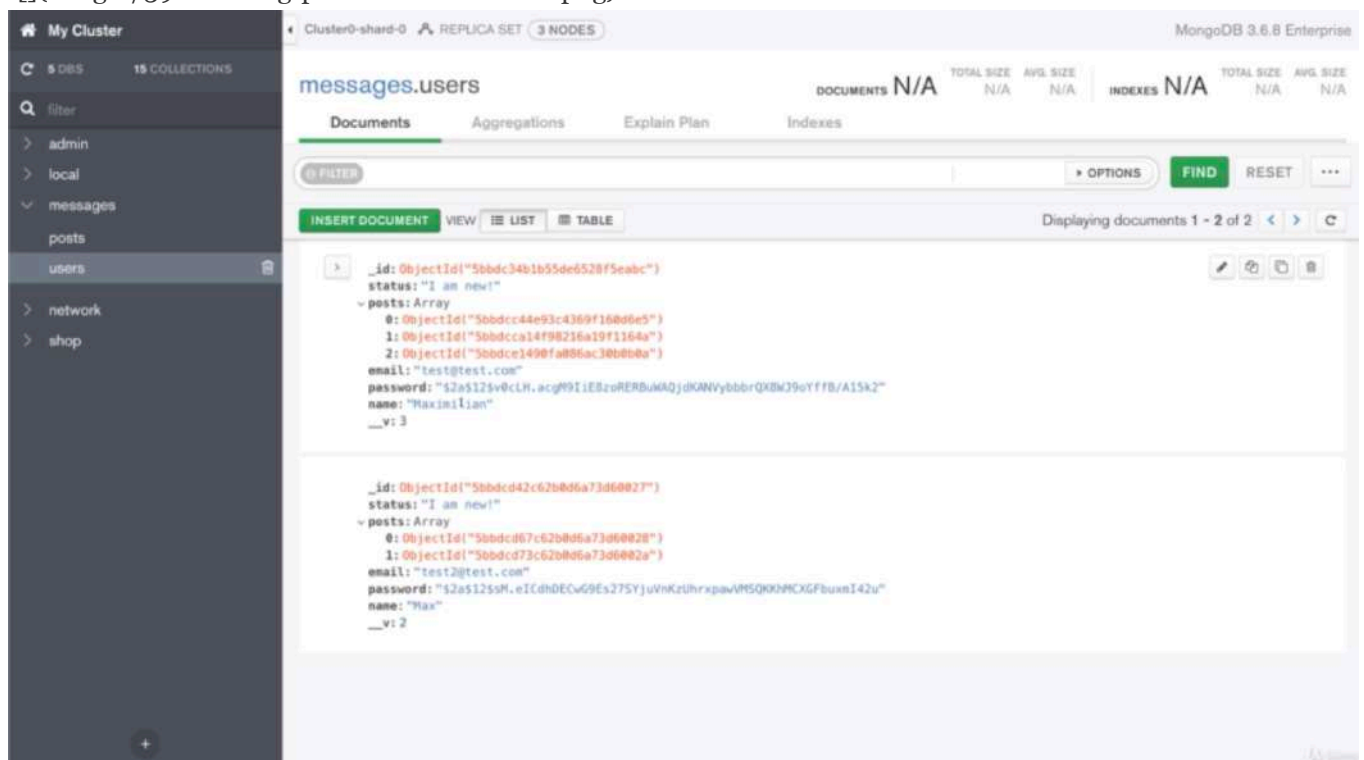 My Cluster
Cluster0-shard-0 REPLICA SET 3 NODES
MongoDB 3.6.8 Enterprise
5 DBS 15 COLLECTIONS
filter
admin
local
messages
posts
users
network
shop
messages.users
DOCUMENTS N/A TOTAL SIZE N/A AVG. SIZE N/A INDEXES N/A TOTAL SIZE N/A AVG. SIZE N/A
Documents Aggregations Explain Plan Indexes
FILTER OPTIONS FIND RESET ...
INSERT DOCUMENT VIEW LIST TABLE Displaying documents 1 - 2 of 2
_id: ObjectId("5bbdc34b1b55de6528f5eabc")
status: "I am new!"
posts: Array
0: ObjectId("5bbdcc44e93c4369f160d6e5")
1: ObjectId("5bbdcca14f98216a19f1164a")
2: ObjectId("5bbdce1490fa086ac30b0b0a")
email: "test@test.com"
password:
name: "Maximilian"
__v: 3
_id: ObjectId("5bbdcd42c62b0d6a73d60027")
status: "I am new!"
posts: Array
0: ObjectId("5bbdcd67c62b0d6a73d60028")
1: ObjectId("5bbdcd73c62b0d6a73d6002a")
email: "test2@test.com"
password:
name: "Max"
__v: 2